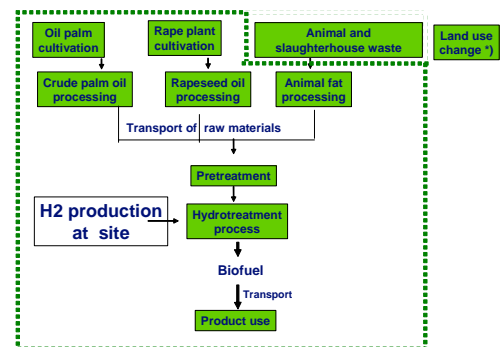 Oil palm
cultivation
Rape plant
cultivation
Animal and
slaughterhouse waste
Land use
change *)
Crude palm oil
processing
Rapeseed oil
processing
Animal fat
processing
Transport of raw materials
Pretreatment
H2 production
at site
Hydrotreatment
process
Biofuel
Transport
Product use